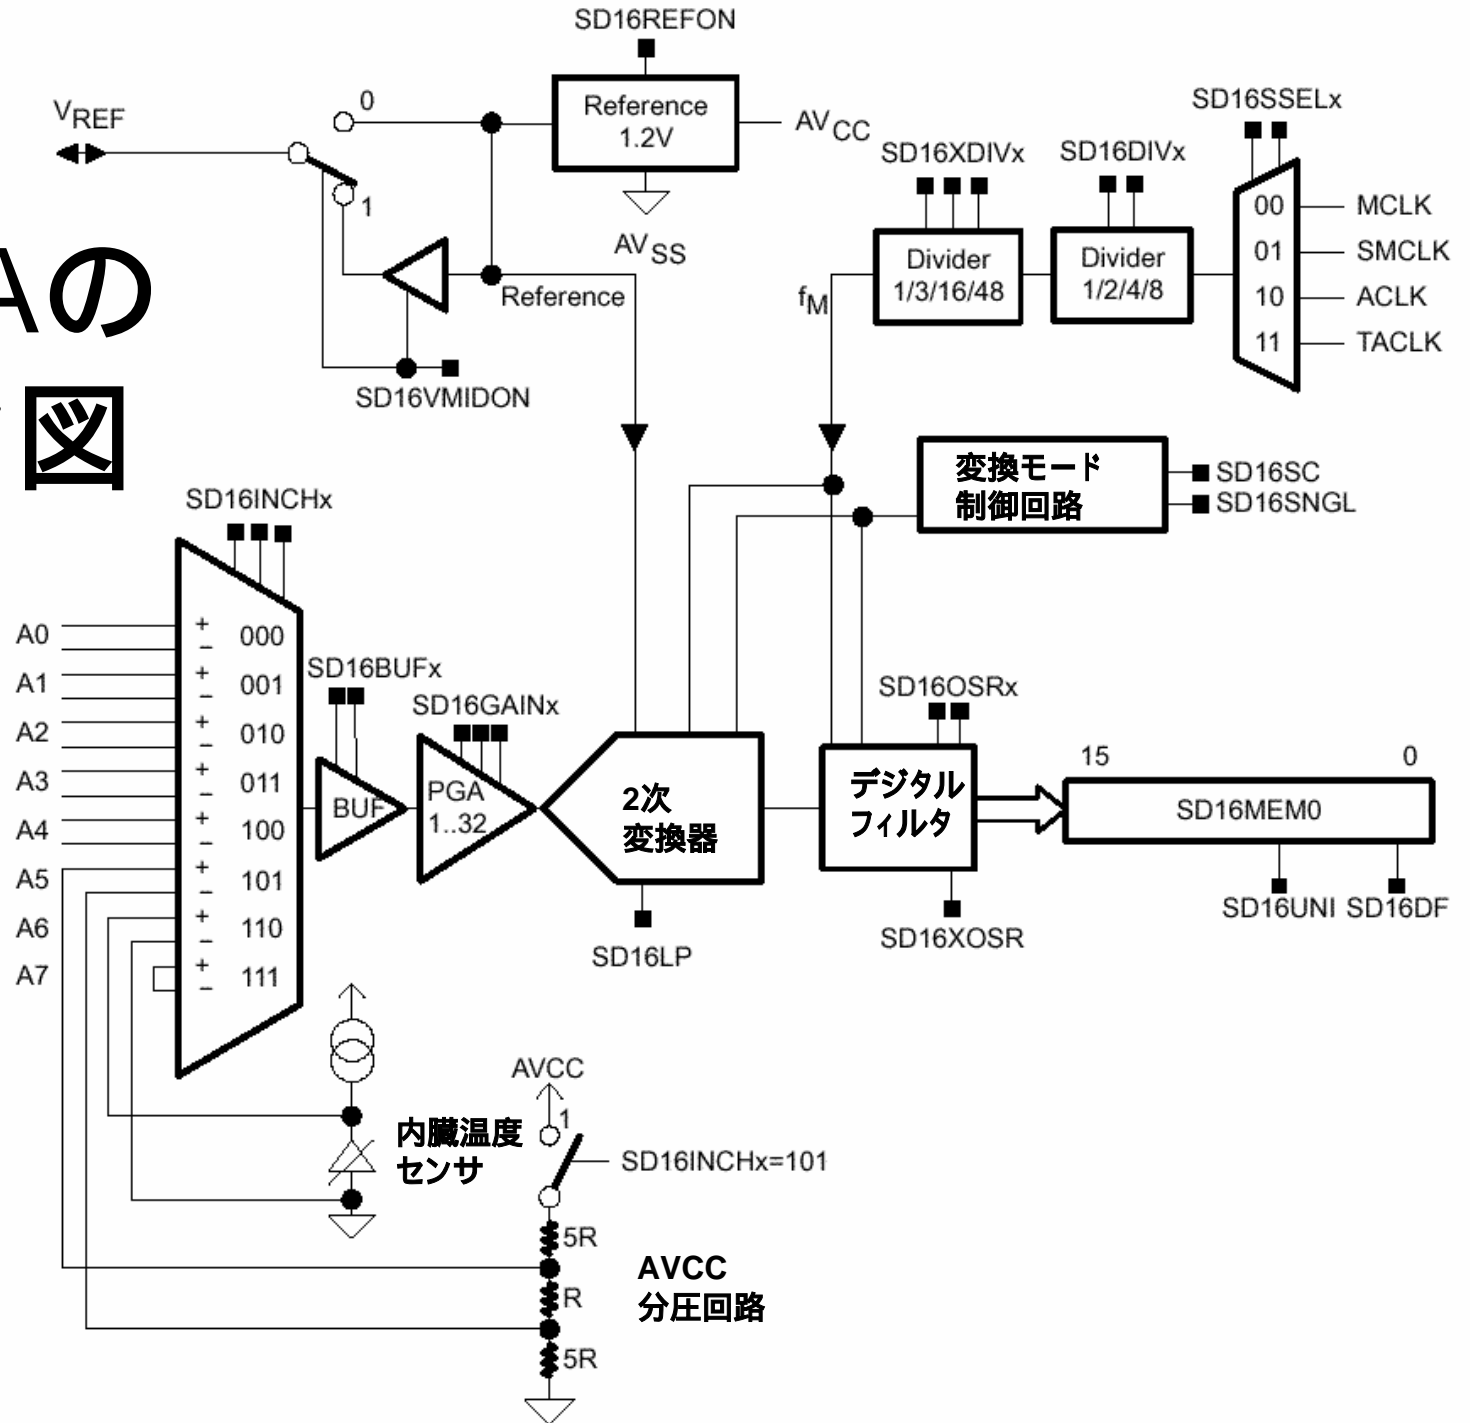 SD16REFON
VREF
0
Reference
1.2V
AVCC
1
AVSS
Reference
SD16VMIDON
SD16SSELx
SD16XDIVx
SD16DIVx
00
MCLK
01
SMCLK
10
ACLK
11
TACLK
Divider
1/3/16/48
Divider
1/2/4/8
fM
Aの
図
変換モード
制御回路
SD16SC
SD16SNGL
SD16INCHx
A0
+
−
000
A1
+
−
001
A2
+
−
010
A3
+
−
011
A4
+
−
100
A5
+
−
101
A6
+
−
110
A7
+
−
111
SD16BUFx
BUF
SD16GAINx
PGA
1..32
2次
変換器
SD16LP
SD16OSRx
デジタル
フィルタ
SD16XOSR
15
0
SD16MEM0
SD16UNI
SD16DF
内臓温度
センサ
AVCC
1
SD16INCHx=101
5R
R
5R
AVCC
分圧回路